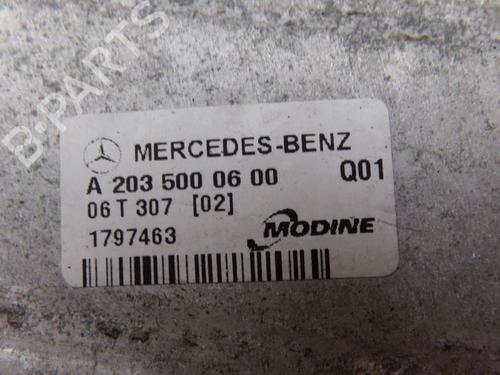 B-PARTS
MERCEDES-BENZ
A 203 500 06 00 Q01
06 T 307 [02]
1797463
MODINE